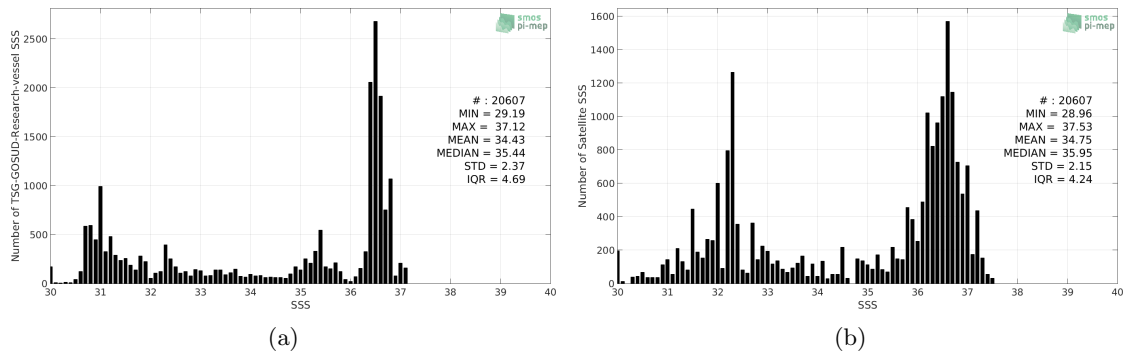 Number of TSG-GOSUD-Research-vessel SSS
2500
2000
1500
1000
500
0
30 31 32 33 34 35 36 37 38 39 40
SSS
smos
pi-mep
# : 20607
MIN = 29.19
MAX = 37.12
MEAN = 34.43
MEDIAN = 35.44
STD = 2.37
IQR = 4.69
(a)
Number of Satellite SSS
1600
1400
1200
1000
800
600
400
200
0
30 31 32 33 34 35 36 37 38 39 40
SSS
smos
pi-mep
# : 20607
MIN = 28.96
MAX = 37.53
MEAN = 34.75
MEDIAN = 35.95
STD = 2.15
IQR = 4.24
(b)